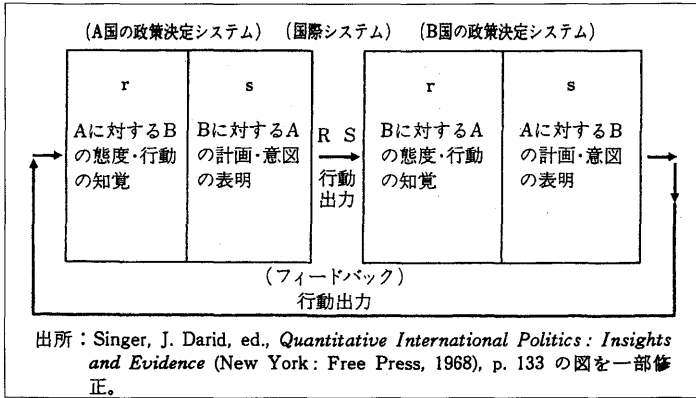 (A国の政策決定システム) (国際システム) (B国の政策決定システム)
r
Aに対するB
の態度・行動
の知覚
s
Bに対するA
の計画・意図
の表明
R S
行動
出力
r
Bに対するA
の態度・行動
の知覚
s
Aに対するB
の計画・意図
の表明
(フィードバック)
行動出力
出所：Singer, J. Darid, ed., Quantitative International Politics : Insights
and Evidence (New York : Free Press, 1968), p. 133 の図を一部修
正。